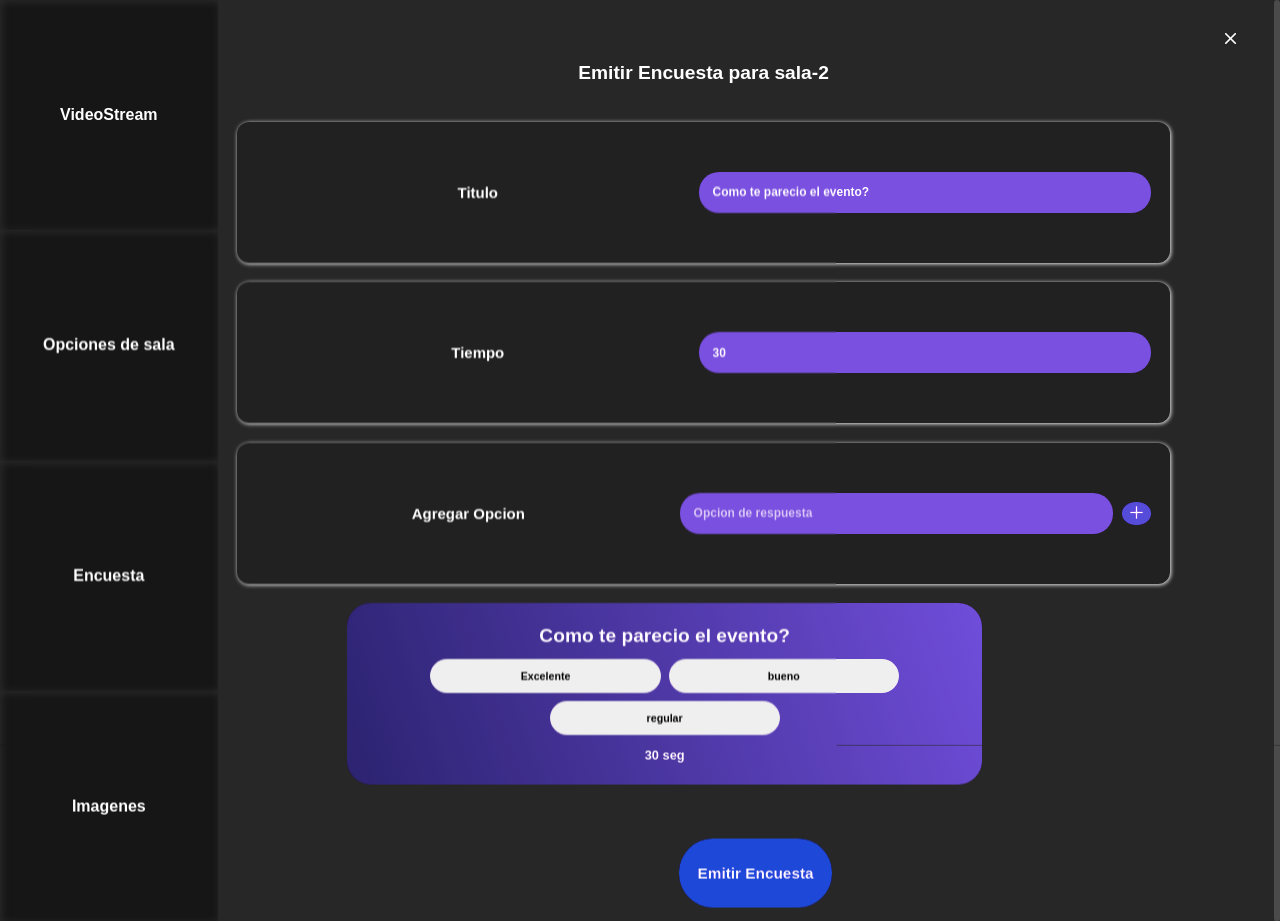 VideoStream
Opciones de sala
Encuesta
Imagenes
Emitir Encuesta para sala-2
Titulo
Como te parecio el evento?
Tiempo
30
Agregar Opcion
Opcion de respuesta
Como te parecio el evento?
Excelente
bueno
regular
30 seg
Emitir Encuesta